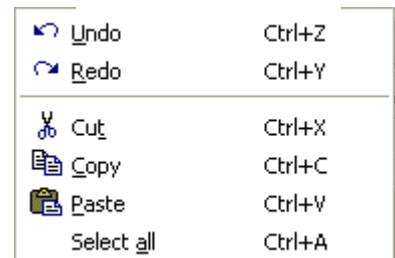 Undo Ctrl+Z
Redo Ctrl+Y
Cut Ctrl+X
Copy Ctrl+C
Paste Ctrl+V
Select all Ctrl+A